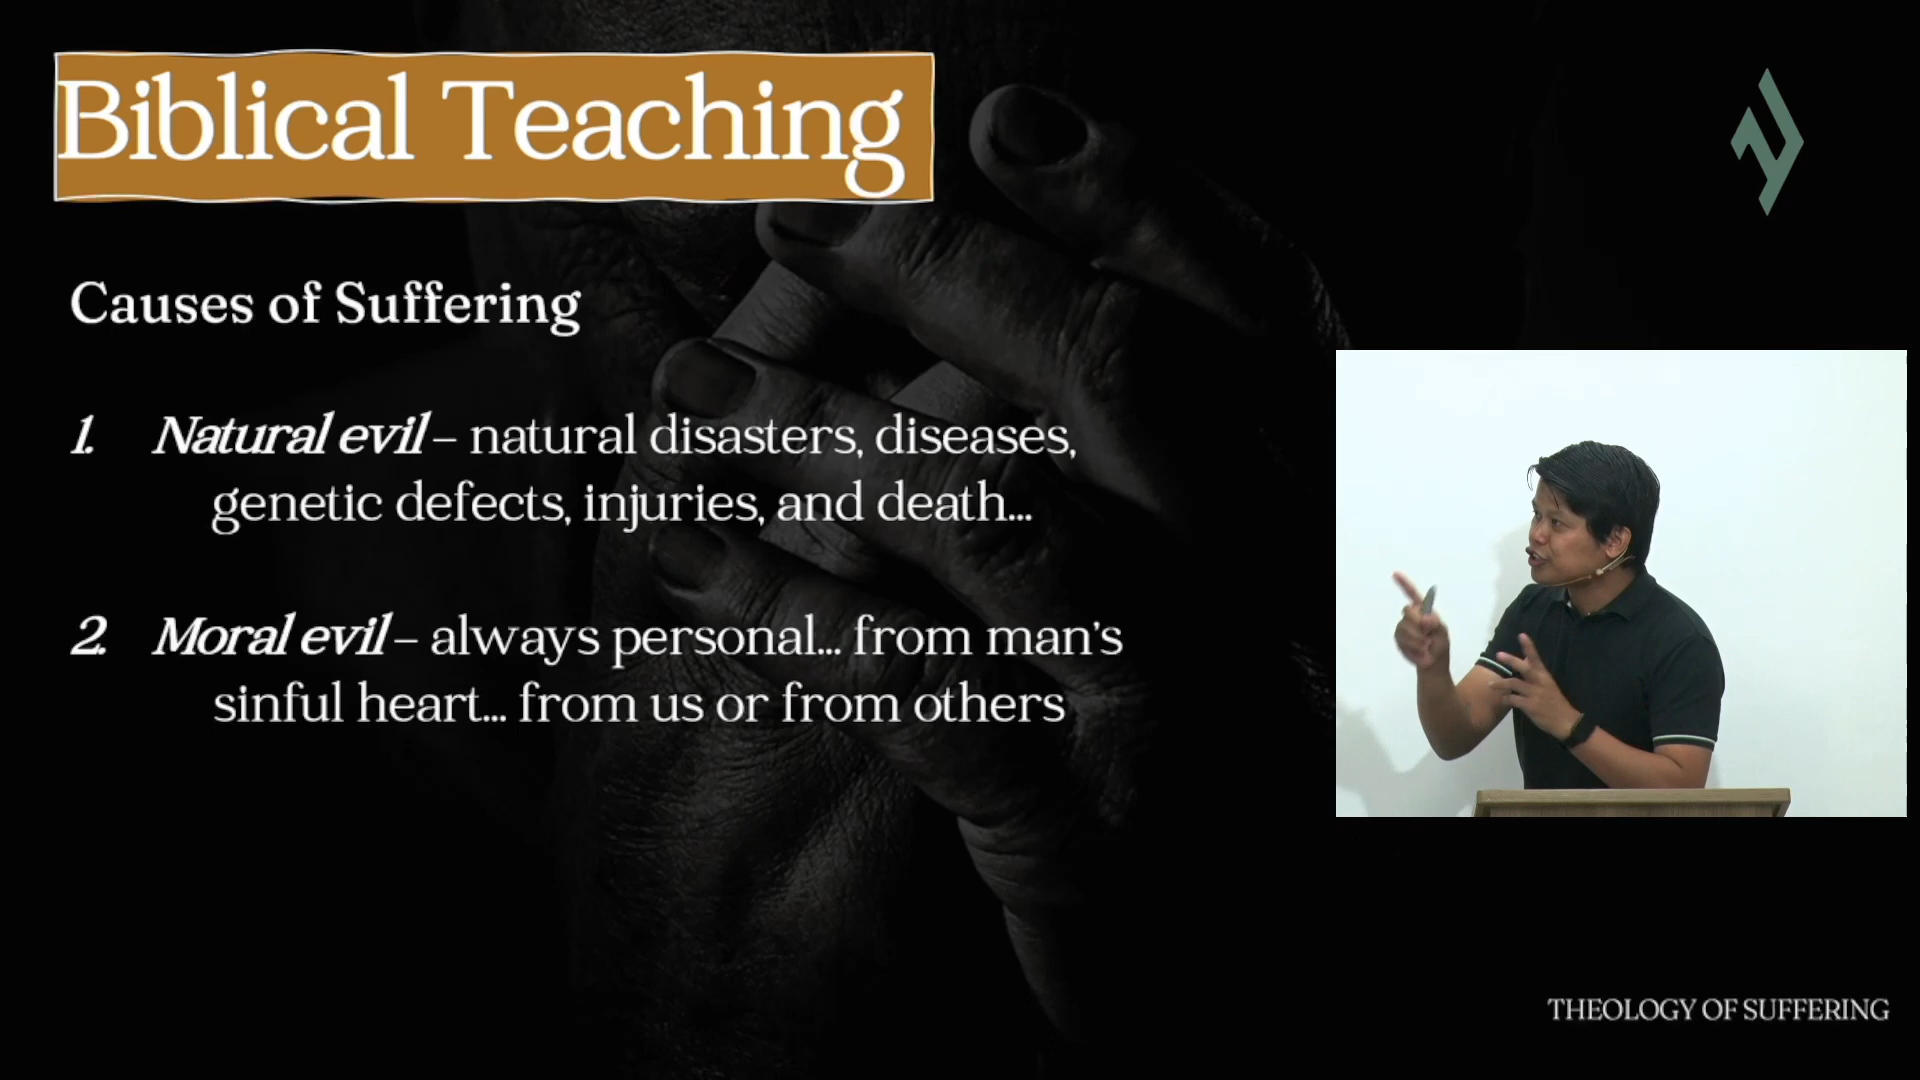 Biblical Teaching
Causes of Suffering
1. Natural evil – natural disasters, diseases,
genetic defects, injuries, and death...
2. Moral evil – always personal... from man's
sinful heart... from us or from others
THEOLOGY OF SUFFERING